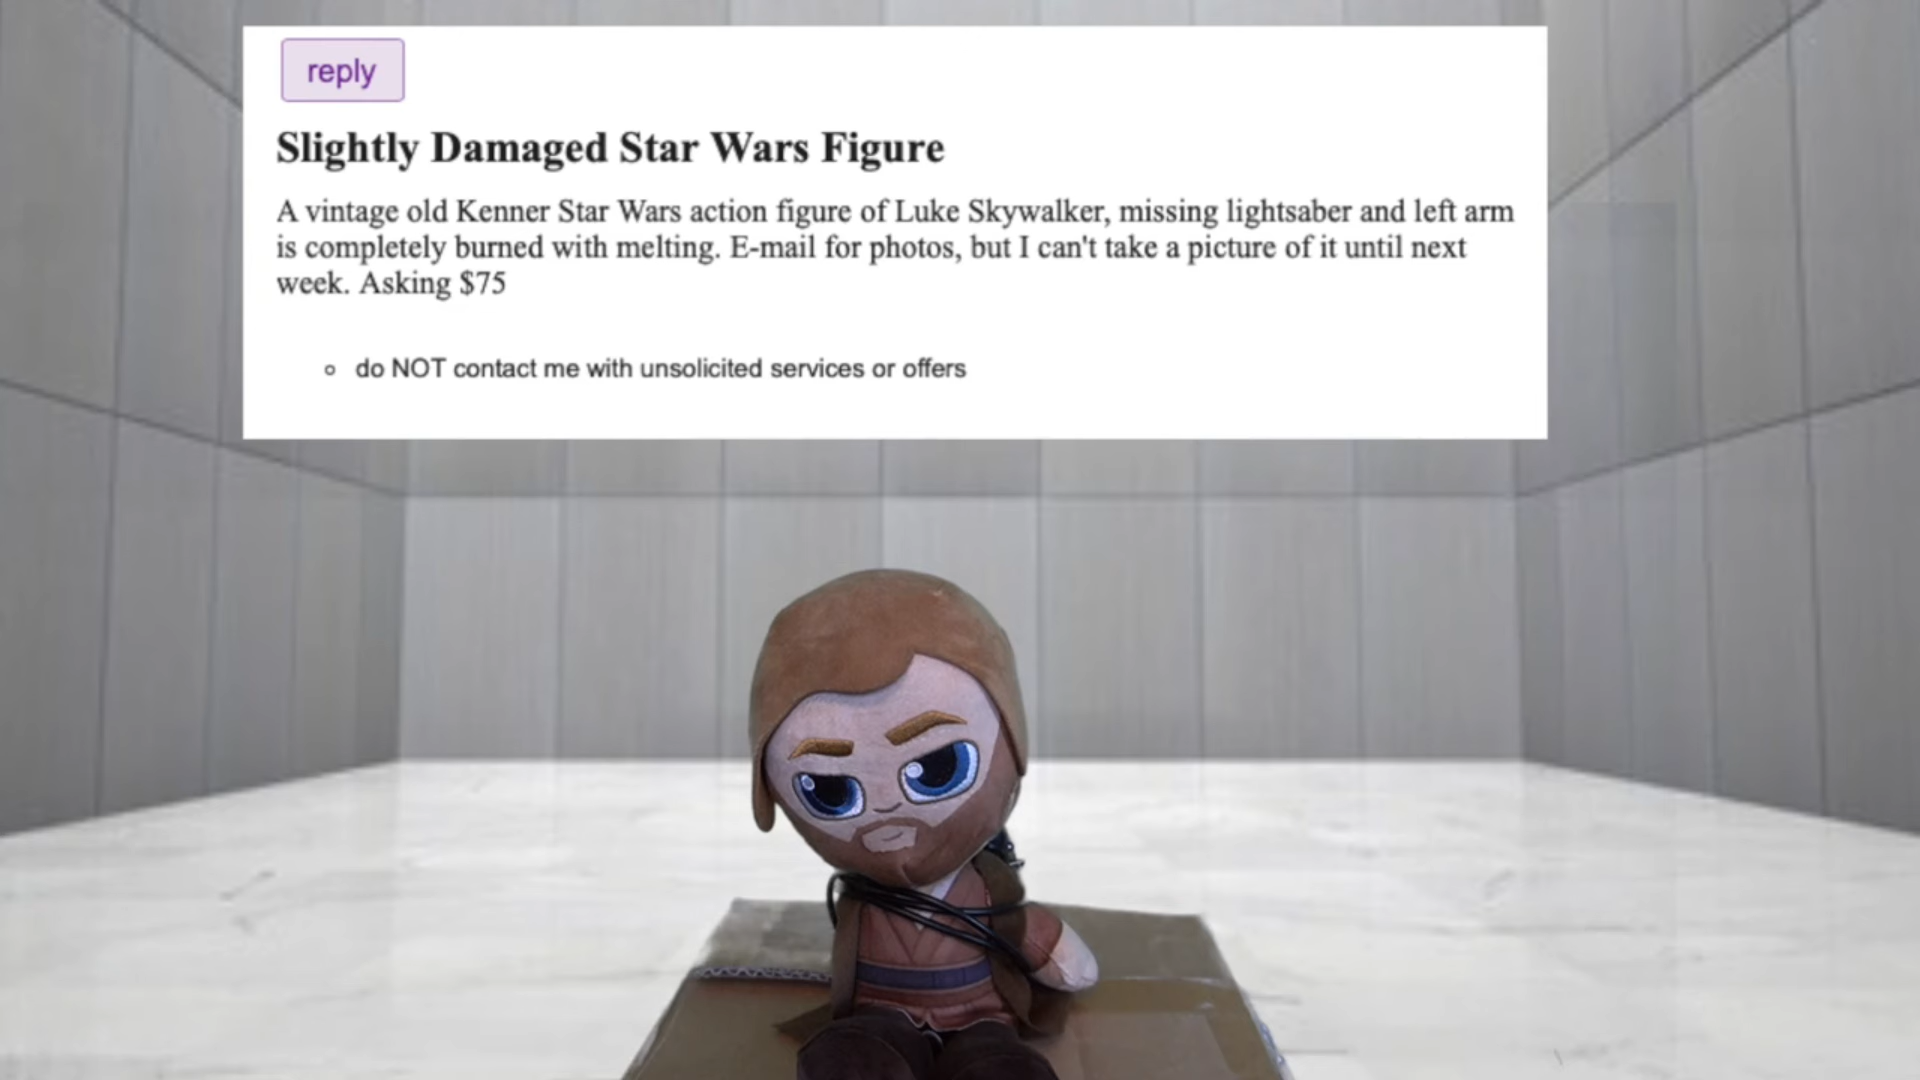 reply
Slightly Damaged Star Wars Figure
A vintage old Kenner Star Wars action figure of Luke Skywalker, missing lightsaber and left arm
is completely burned with melting. E-mail for photos, but I can't take a picture of it until next
week. Asking $75
do NOT contact me with unsolicited services or offers